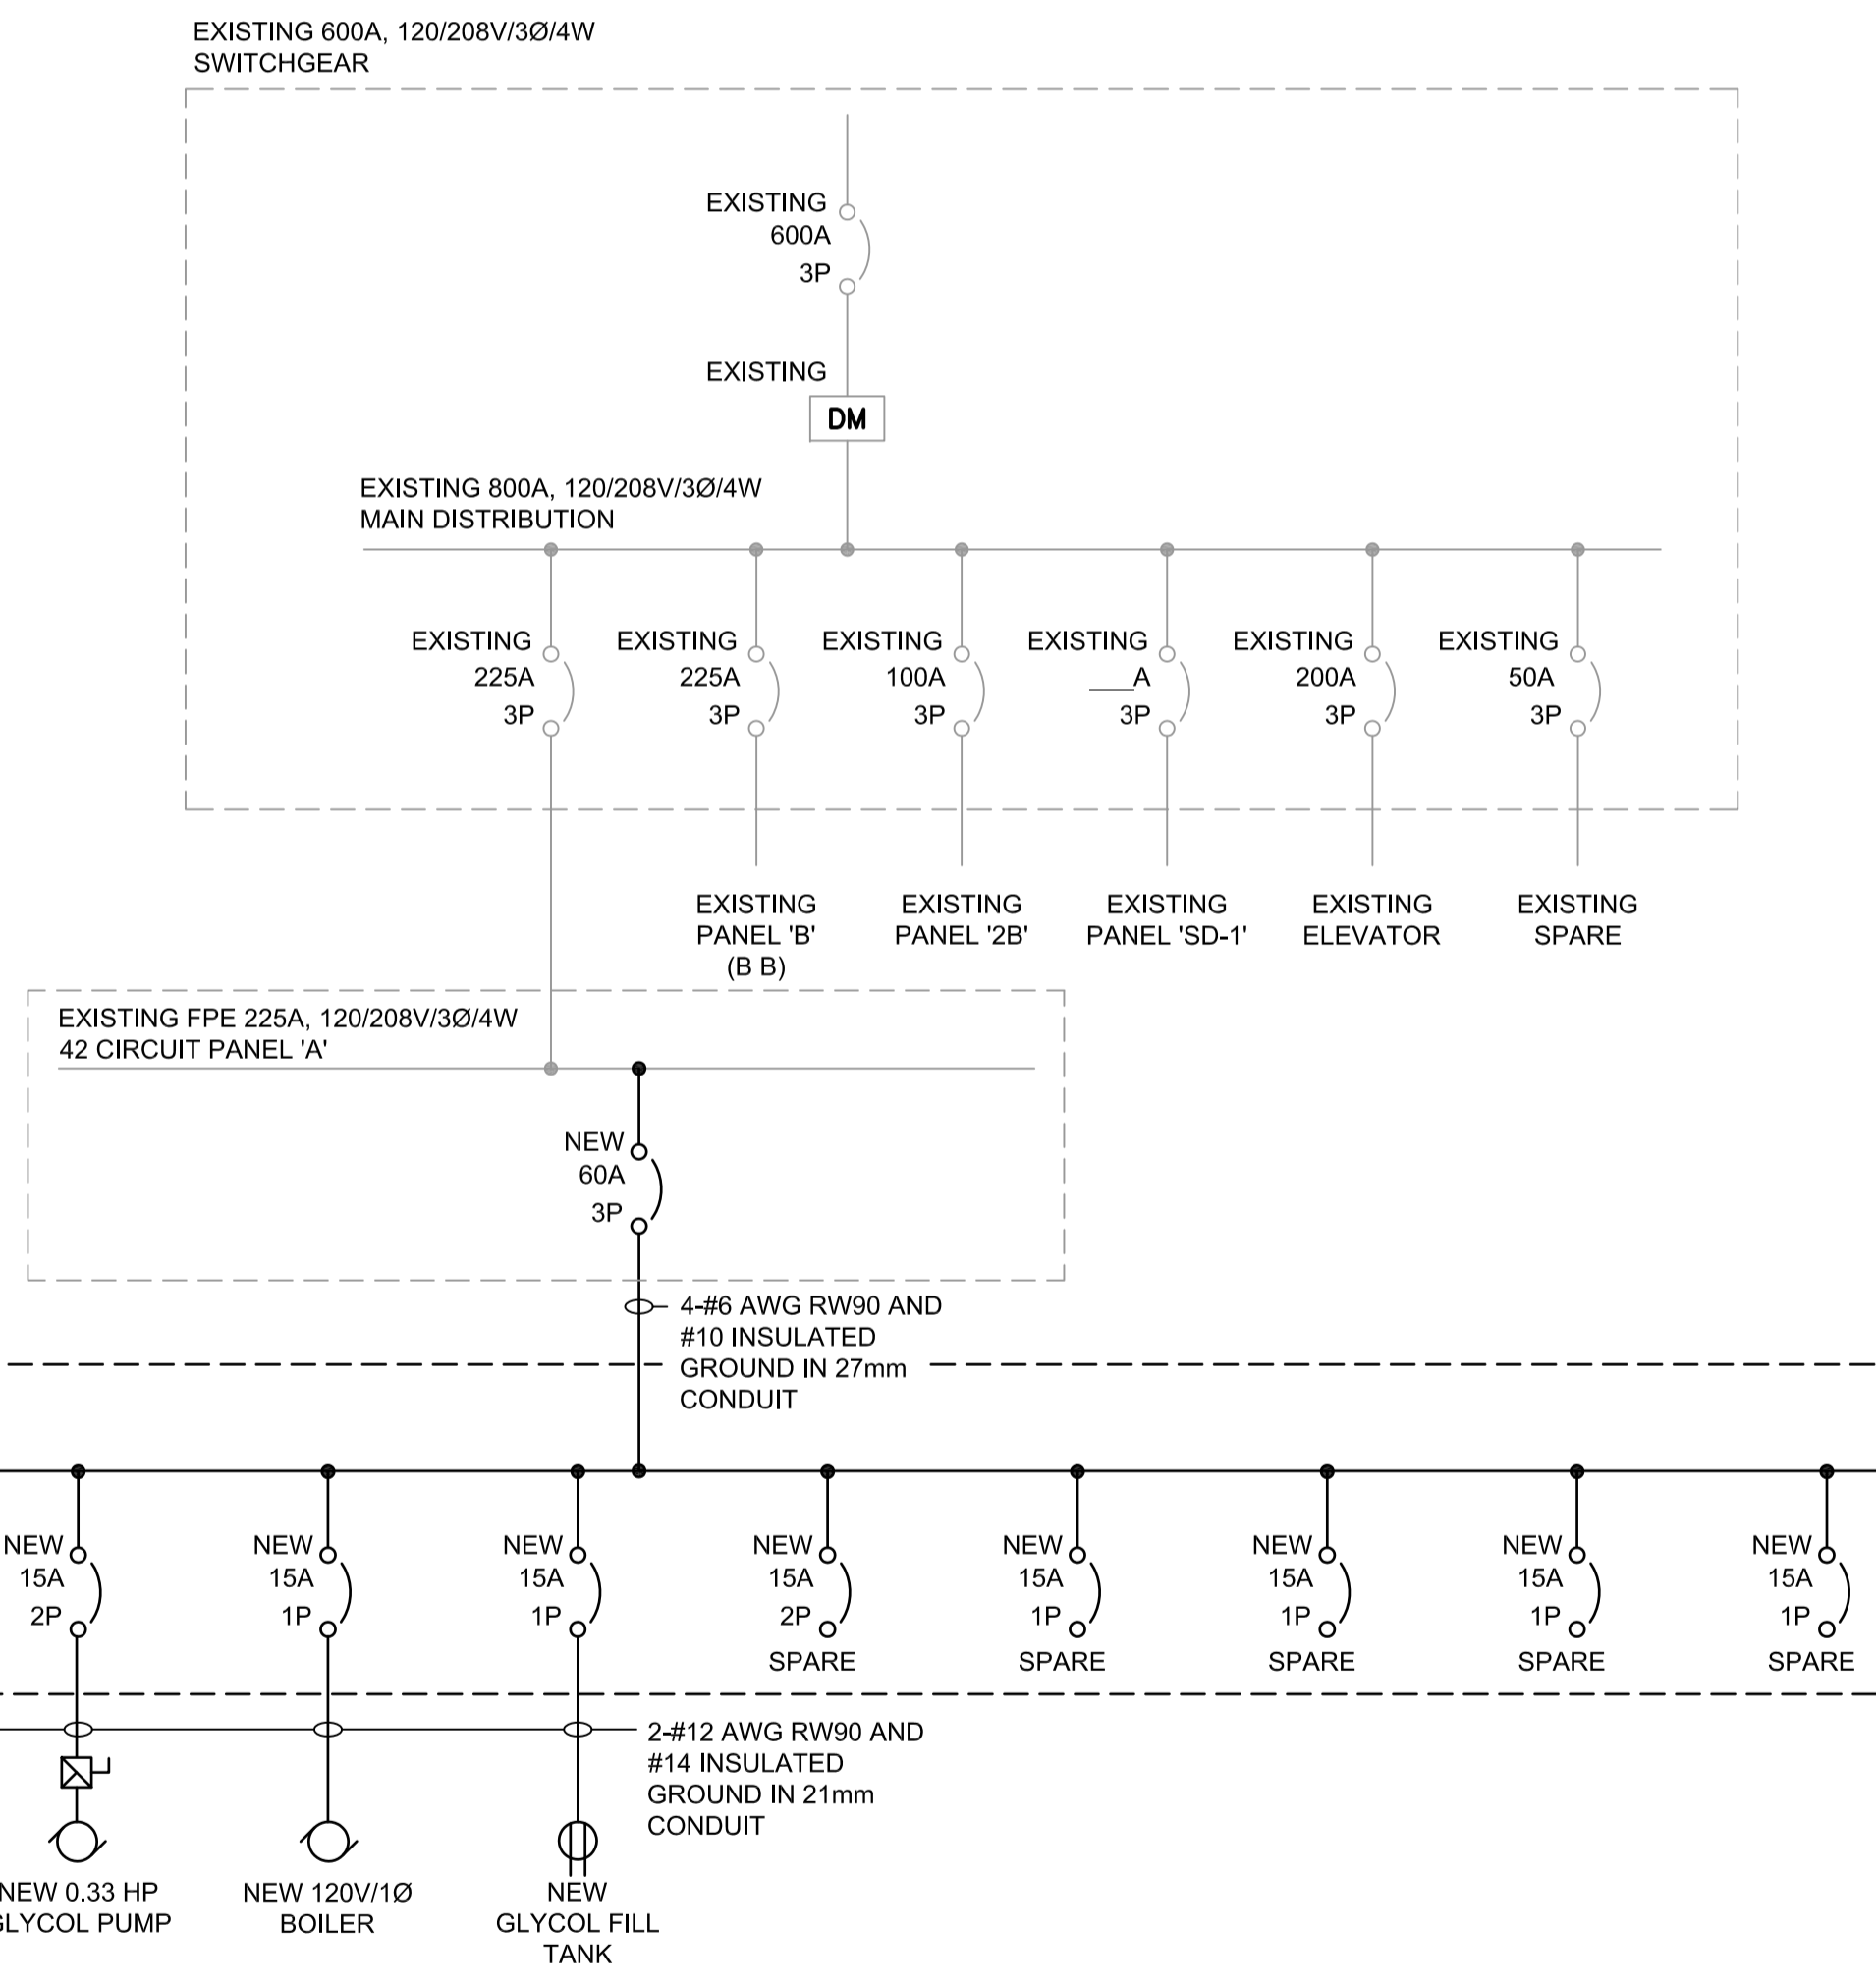 EXISTING 600A, 120/208V/3Ø/4W
SWITCHGEAR
EXISTING
600A
3P
EXISTING
DM
EXISTING 800A, 120/208V/3Ø/4W
MAIN DISTRIBUTION
EXISTING
225A
3P
EXISTING
225A
3P
EXISTING
100A
3P
EXISTING
___A
3P
EXISTING
200A
3P
EXISTING
50A
3P
EXISTING
PANEL 'B'
(B B)
EXISTING
PANEL '2B'
EXISTING
PANEL 'SD-1'
EXISTING
ELEVATOR
EXISTING
SPARE
EXISTING FPE 225A, 120/208V/3Ø/4W
42 CIRCUIT PANEL 'A'
NEW
60A
3P
4-#6 AWG RW90 AND
#10 INSULATED
GROUND IN 27mm
CONDUIT
NEW
15A
2P
NEW
15A
1P
NEW
15A
1P
NEW
15A
2P
SPARE
NEW
15A
1P
SPARE
NEW
15A
1P
SPARE
NEW
15A
1P
SPARE
NEW
15A
1P
SPARE
2-#12 AWG RW90 AND
#14 INSULATED
GROUND IN 21mm
CONDUIT
NEW 0.33 HP
GLYCOL PUMP
NEW 120V/1Ø
BOILER
NEW
GLYCOL FILL
TANK